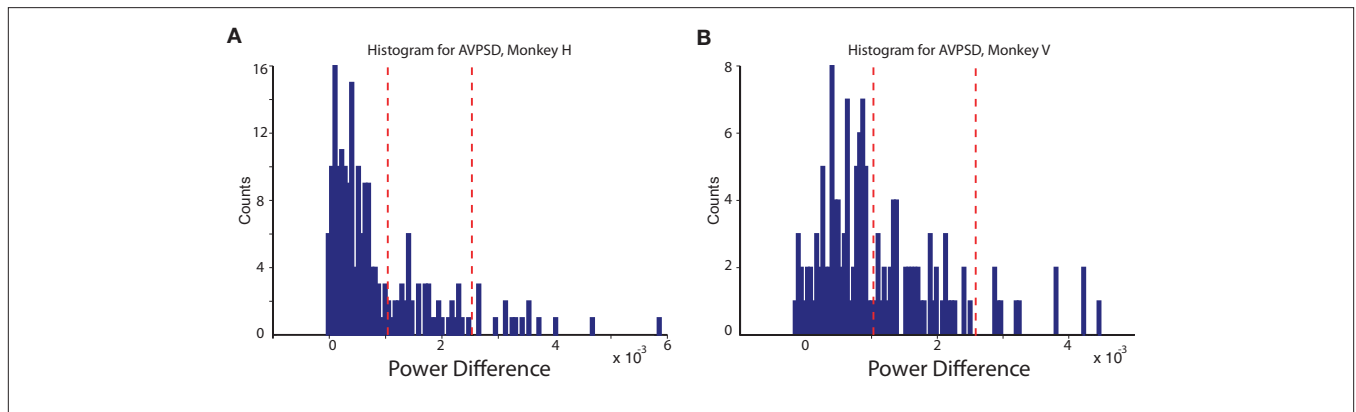 A
Histogram for AVPSD, Monkey H
16
12
8
4
0
Counts
0
2
4
6
x 10-3
Power Difference
B
Histogram for AVPSD, Monkey V
8
6
4
2
0
Counts
0
2
4
x 10-3
Power Difference